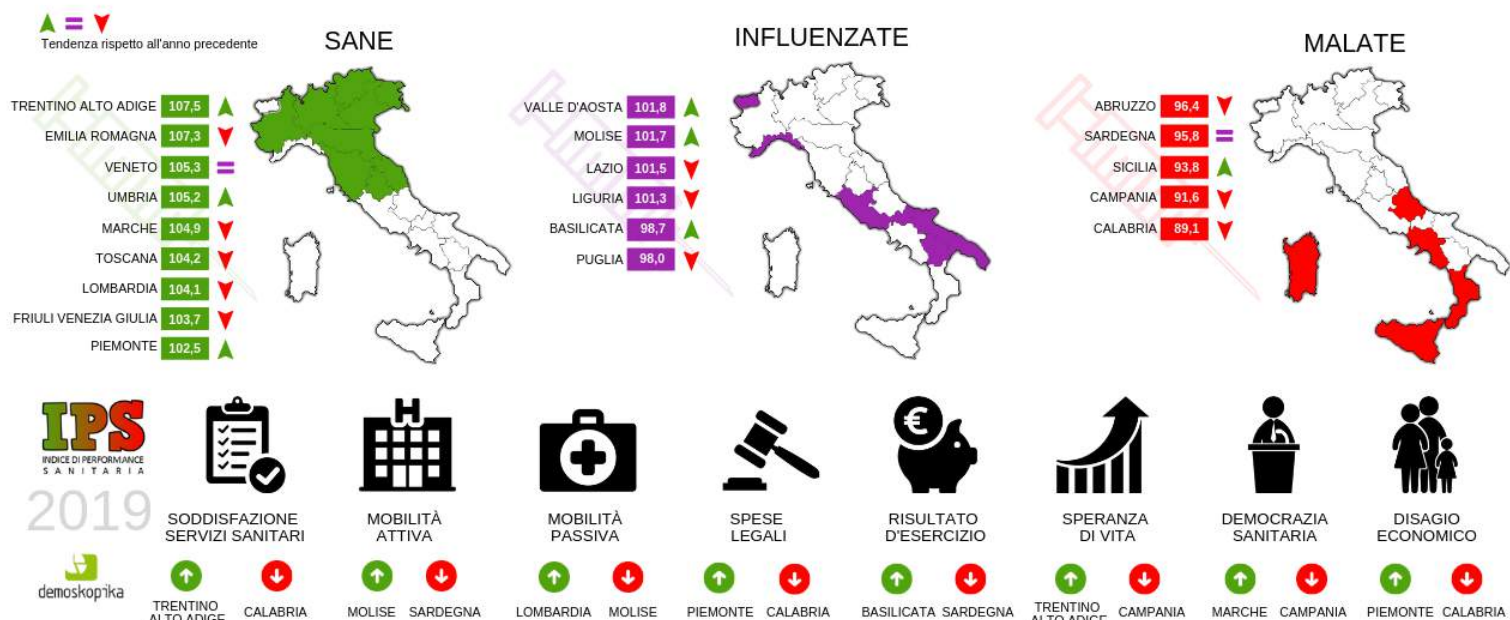 Tendenza rispetto all'anno precedente
SANE
TRENTINO ALTO ADIGE 107,5
EMILIA ROMAGNA 107,3
VENETO 105,3
UMBRIA 105,2
MARCHE 104,9
TOSCANA 104,2
LOMBARDIA 104,1
FRIULI VENEZIA GIULIA 103,7
PIEMONTE 102,5
INFLUENZATE
VALLE D'AOSTA 101,8
MOLISE 101,7
LAZIO 101,5
LIGURIA 101,3
BASILICATA 98,7
PUGLIA 98,0
MALATE
ABRUZZO 96,4
SARDEGNA 95,8
SICILIA 93,8
CAMPANIA 91,6
CALABRIA 89,1
IPS
INDICE DI PERFORMANCE
SANITARIA
2019
demoskopika
SODDISFAZIONE
SERVIZI SANITARI
TRENTINO
ALTO ADIGE
CALABRIA
H
MOBILITÀ
ATTIVA
MOLISE
SARDEGNA
MOBILITÀ
PASSIVA
LOMBARDIA
MOLISE
SPESE
LEGALI
PIEMONTE
CALABRIA
€
RISULTATO
D'ESERCIZIO
BASILICATA
SARDEGNA
SPERANZA
DI VITA
TRENTINO
ALTO ADIGE
CAMPANIA
DEMOCRAZIA
SANITARIA
MARCHE
CAMPANIA
DISAGIO
ECONOMICO
PIEMONTE
CALABRIA